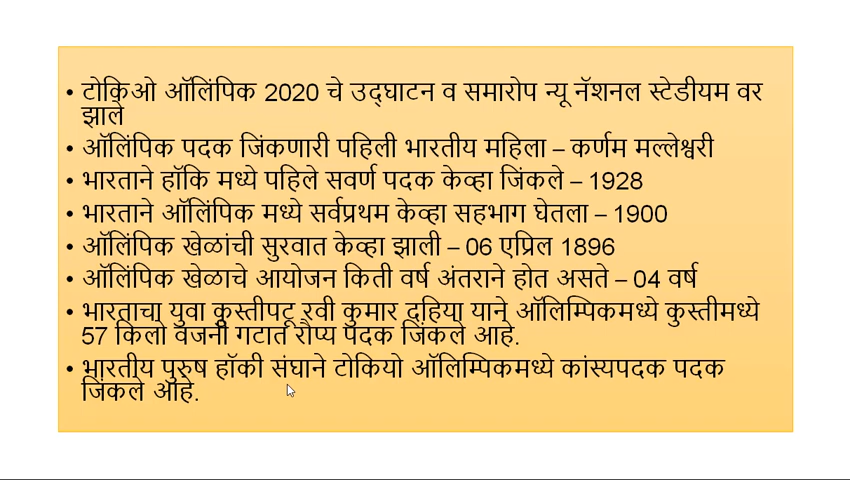 • टोकिओ ऑलिंपिक 2020 चे उद्घाटन व समारोप न्यू नॅशनल स्टेडीयम वर
झाले
• ऑलिंपिक पदक जिंकणारी पहिली भारतीय महिला – कर्णम मल्लेश्वरी
• भारताने हॉकि मध्ये पहिले सवर्ण पदक केव्हा जिंकले – 1928
• भारताने ऑलिंपिक मध्ये सर्वप्रथम केव्हा सहभाग घेतला – 1900
• ऑलिंपिक खेळांची सुरवात केव्हा झाली – 06 एप्रिल 1896
• ऑलिंपिक खेळाचे आयोजन किती वर्ष अंतराने होत असते – 04 वर्ष
• भारताचा युवा कुस्तीपटू रवी कुमार दहिया याने ऑलिम्पिकमध्ये कुस्तीमध्ये
57 किलो वजनी गटात रौप्य पदक जिंकले आहे.
• भारतीय पुरुष हॉकी संघाने टोकियो ऑलिम्पिकमध्ये कांस्यपदक पदक
जिंकले आहे.